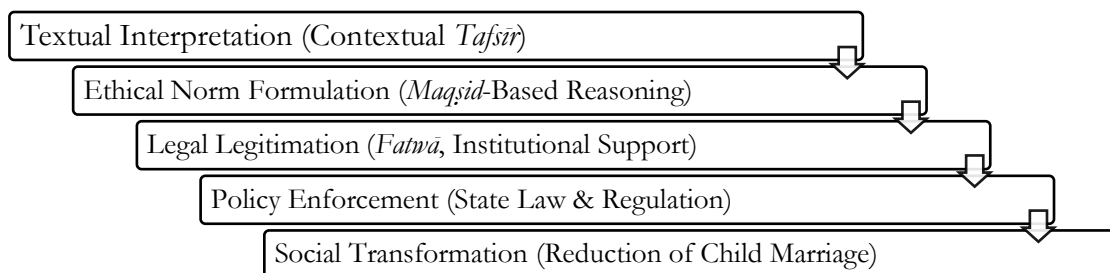 Textual Interpretation (Contextual Tafsīr)
Ethical Norm Formulation (Maqṣid-Based Reasoning)
Legal Legitimation (Fatwā, Institutional Support)
Policy Enforcement (State Law & Regulation)
Social Transformation (Reduction of Child Marriage)